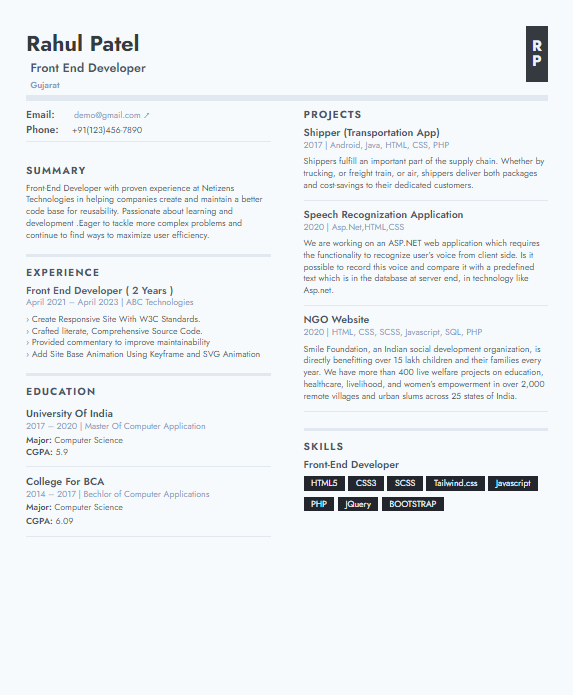 Rahul Patel
Front End Developer
Gujarat
R
P
Email: demo@gmail.com ↗
Phone: +91(123)456-7890
SUMMARY
Front-End Developer with proven experience at Netizens
Technologies in helping companies create and maintain a better
code base for reusability. Passionate about learning and
development .Eager to tackle more complex problems and
continue to find ways to maximize user efficiency.
EXPERIENCE
Front End Developer ( 2 Years )
April 2021 – April 2023 | ABC Technologies
› Create Responsive Site With W3C Standards.
› Crafted literate, Comprehensive Source Code.
› Provided commentary to improve maintainability
› Add Site Base Animation Using Keyframe and SVG Animation
EDUCATION
University Of India
2017 – 2020 | Master Of Computer Application
Major: Computer Science
CGPA: 5.9
College For BCA
2014 – 2017 | Bechlor of Computer Applications
Major: Computer Science
CGPA: 6.09
PROJECTS
Shipper (Transportation App)
2017 | Android, Java, HTML, CSS, PHP
Shippers fulfill an important part of the supply chain. Whether by
trucking, or freight train, or air, shippers deliver both packages
and cost-savings to their dedicated customers.
Speech Recognization Application
2020 | Asp.Net,HTML,CSS
We are working on an ASP.NET web application which requires
the functionality to recognize user's voice from client side. Is it
possible to record this voice and compare it with a predefined
text which is in the database at server end, in technology like
Asp.net.
NGO Website
2020 | HTML, CSS, SCSS, Javascript, SQL, PHP
Smile Foundation, an Indian social development organization, is
directly benefitting over 15 lakh children and their families every
year. We have more than 400 live welfare projects on education,
healthcare, livelihood, and women's empowerment in over 2,000
remote villages and urban slums across 25 states of India.
SKILLS
Front-End Developer
HTML5 CSS3 SCSS Tailwind.css Javascript
PHP JQuery BOOTSTRAP